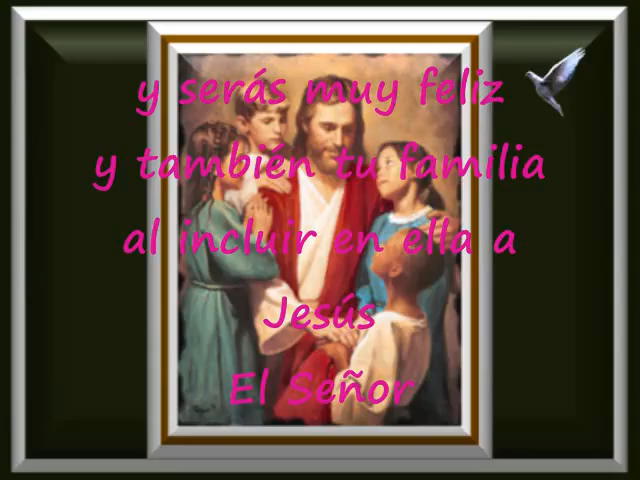 y serás muy feliz
y también tu familia
al incluir en ella a
Jesús
El Señor